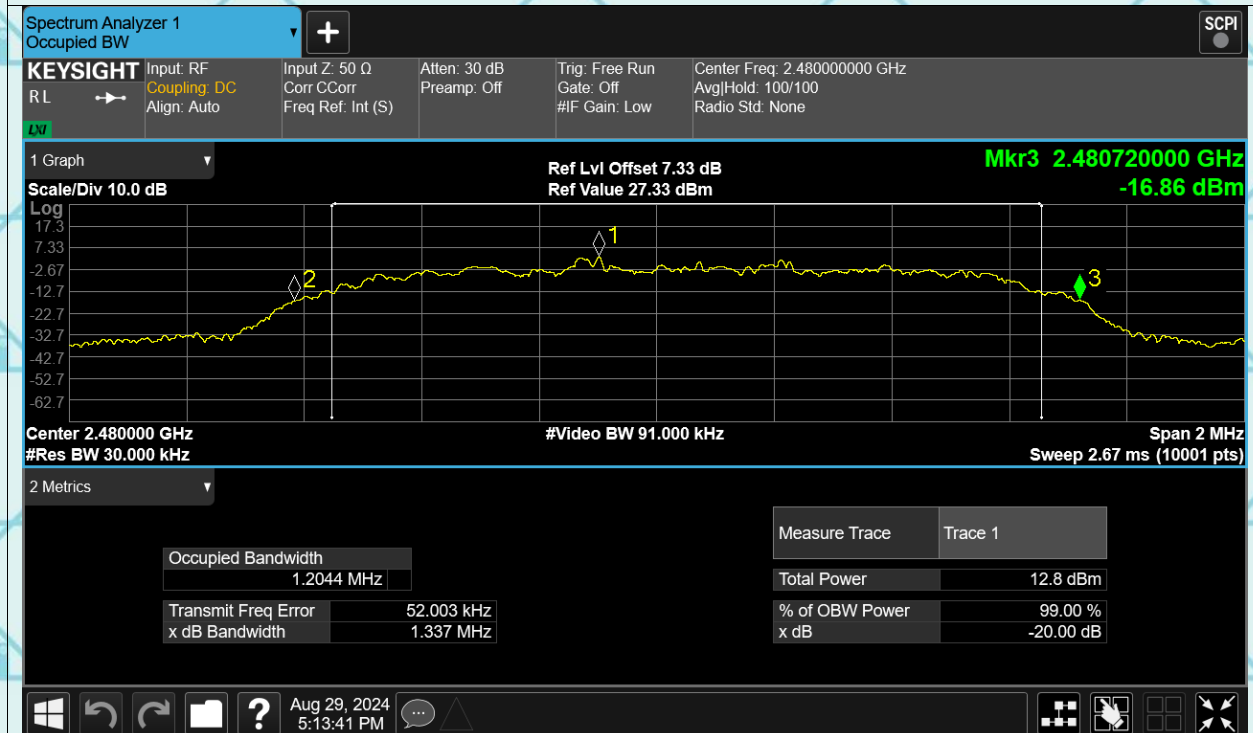 Spectrum Analyzer 1
Occupied BW
+
SCPI
KEYSIGHT
RL
LXI
Input: RF
Coupling: DC
Align: Auto
Input Z: 50 Ω
Corr CCorr
Freq Ref: Int (S)
Atten: 30 dB
Preamp: Off
Trig: Free Run
Gate: Off
#IF Gain: Low
Center Freq: 2.480000000 GHz
Avg|Hold: 100/100
Radio Std: None
1 Graph
Scale/Div 10.0 dB
Ref Lvl Offset 7.33 dB
Ref Value 27.33 dBm
Mkr3 2.480720000 GHz
-16.86 dBm
Log
17.3
7.33
-2.67
-12.7
-22.7
-32.7
-42.7
-52.7
-62.7
1
2
3
Center 2.480000 GHz
#Video BW 91.000 kHz
Span 2 MHz
#Res BW 30.000 kHz
Sweep 2.67 ms (10001 pts)
2 Metrics
Occupied Bandwidth
1.2044 MHz
Transmit Freq Error 52.003 kHz
x dB Bandwidth 1.337 MHz
Measure Trace Trace 1
Total Power 12.8 dBm
% of OBW Power 99.00 %
x dB -20.00 dB
?
Aug 29, 2024
5:13:41 PM